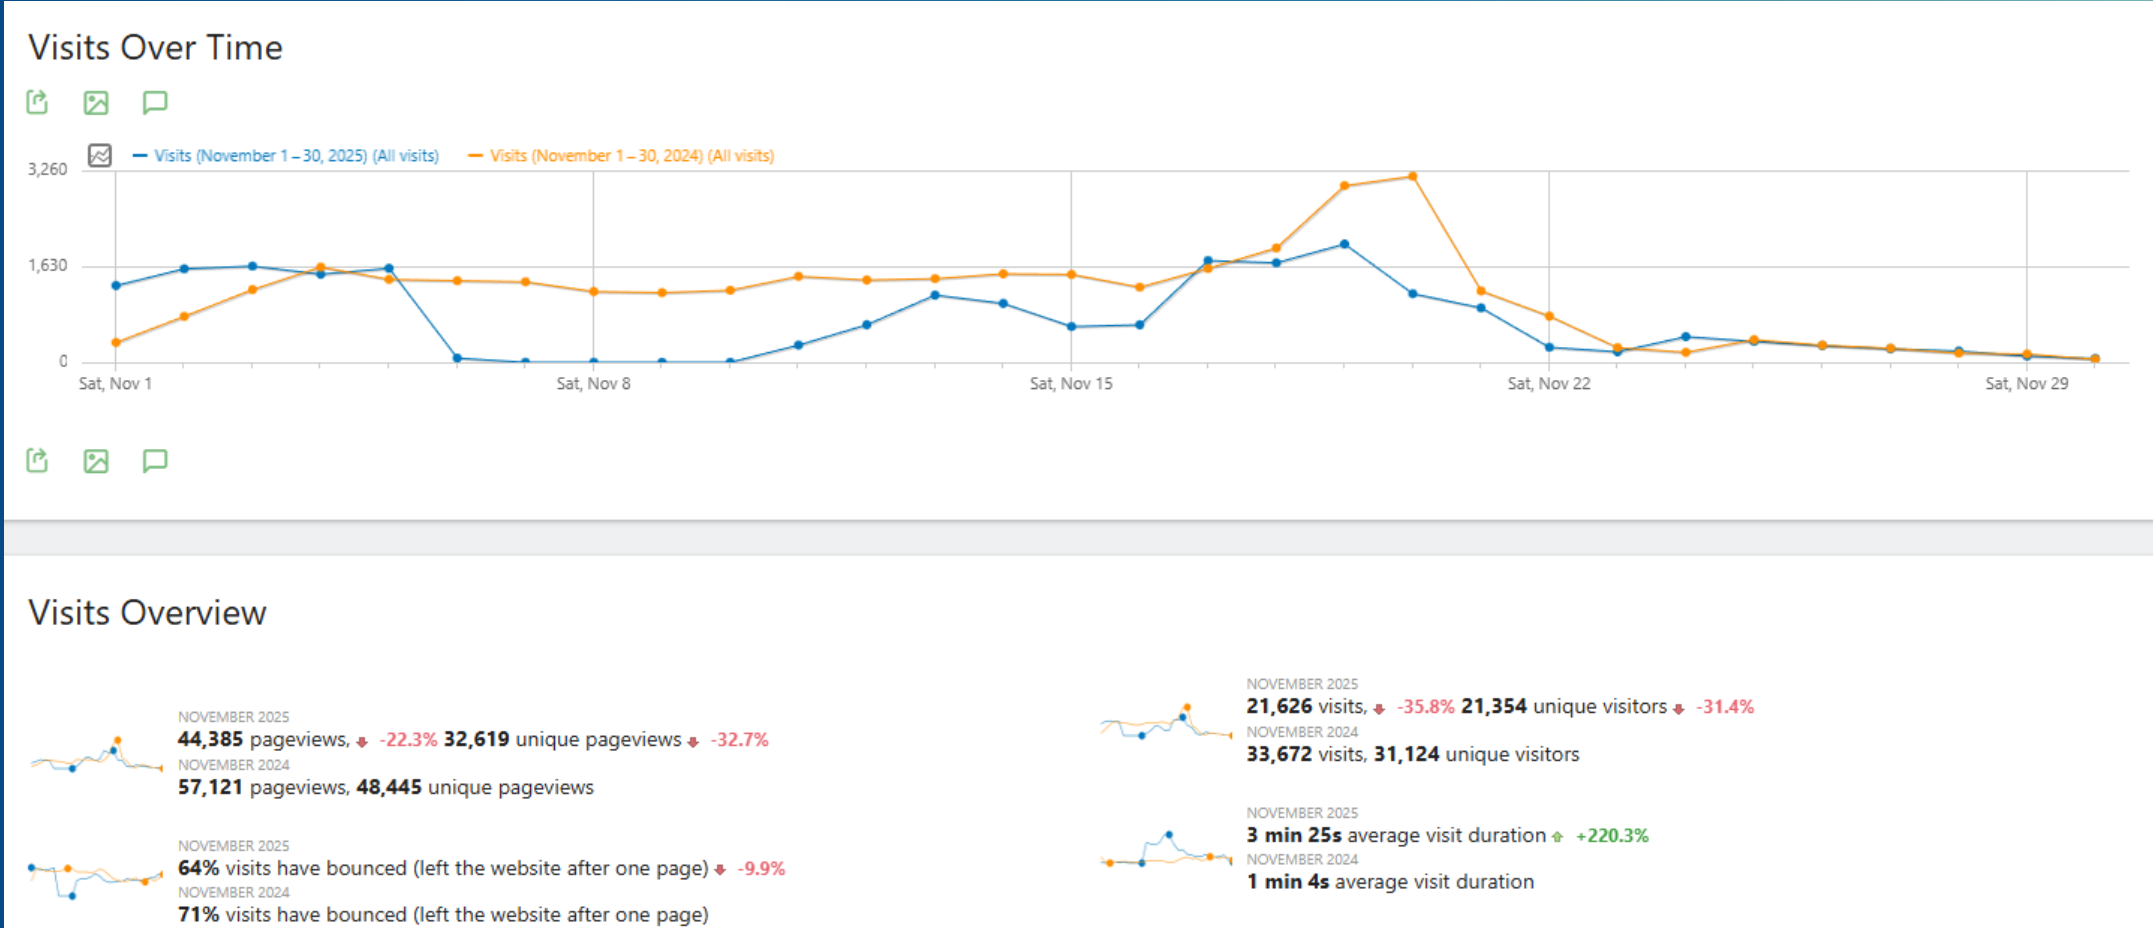 Visits Over Time
Visits (November 1–30, 2025) (All visits) Visits (November 1–30, 2024) (All visits)
3,260
1,630
0
Sat, Nov 1 Sat, Nov 8 Sat, Nov 15 Sat, Nov 22 Sat, Nov 29
Visits Overview
NOVEMBER 2025
44,385 pageviews, -22.3% 32,619 unique pageviews -32.7%
NOVEMBER 2024
57,121 pageviews, 48,445 unique pageviews
NOVEMBER 2025
64% visits have bounced (left the website after one page) -9.9%
NOVEMBER 2024
71% visits have bounced (left the website after one page)
NOVEMBER 2025
21,626 visits, -35.8% 21,354 unique visitors -31.4%
NOVEMBER 2024
33,672 visits, 31,124 unique visitors
NOVEMBER 2025
3 min 25s average visit duration +220.3%
NOVEMBER 2024
1 min 4s average visit duration